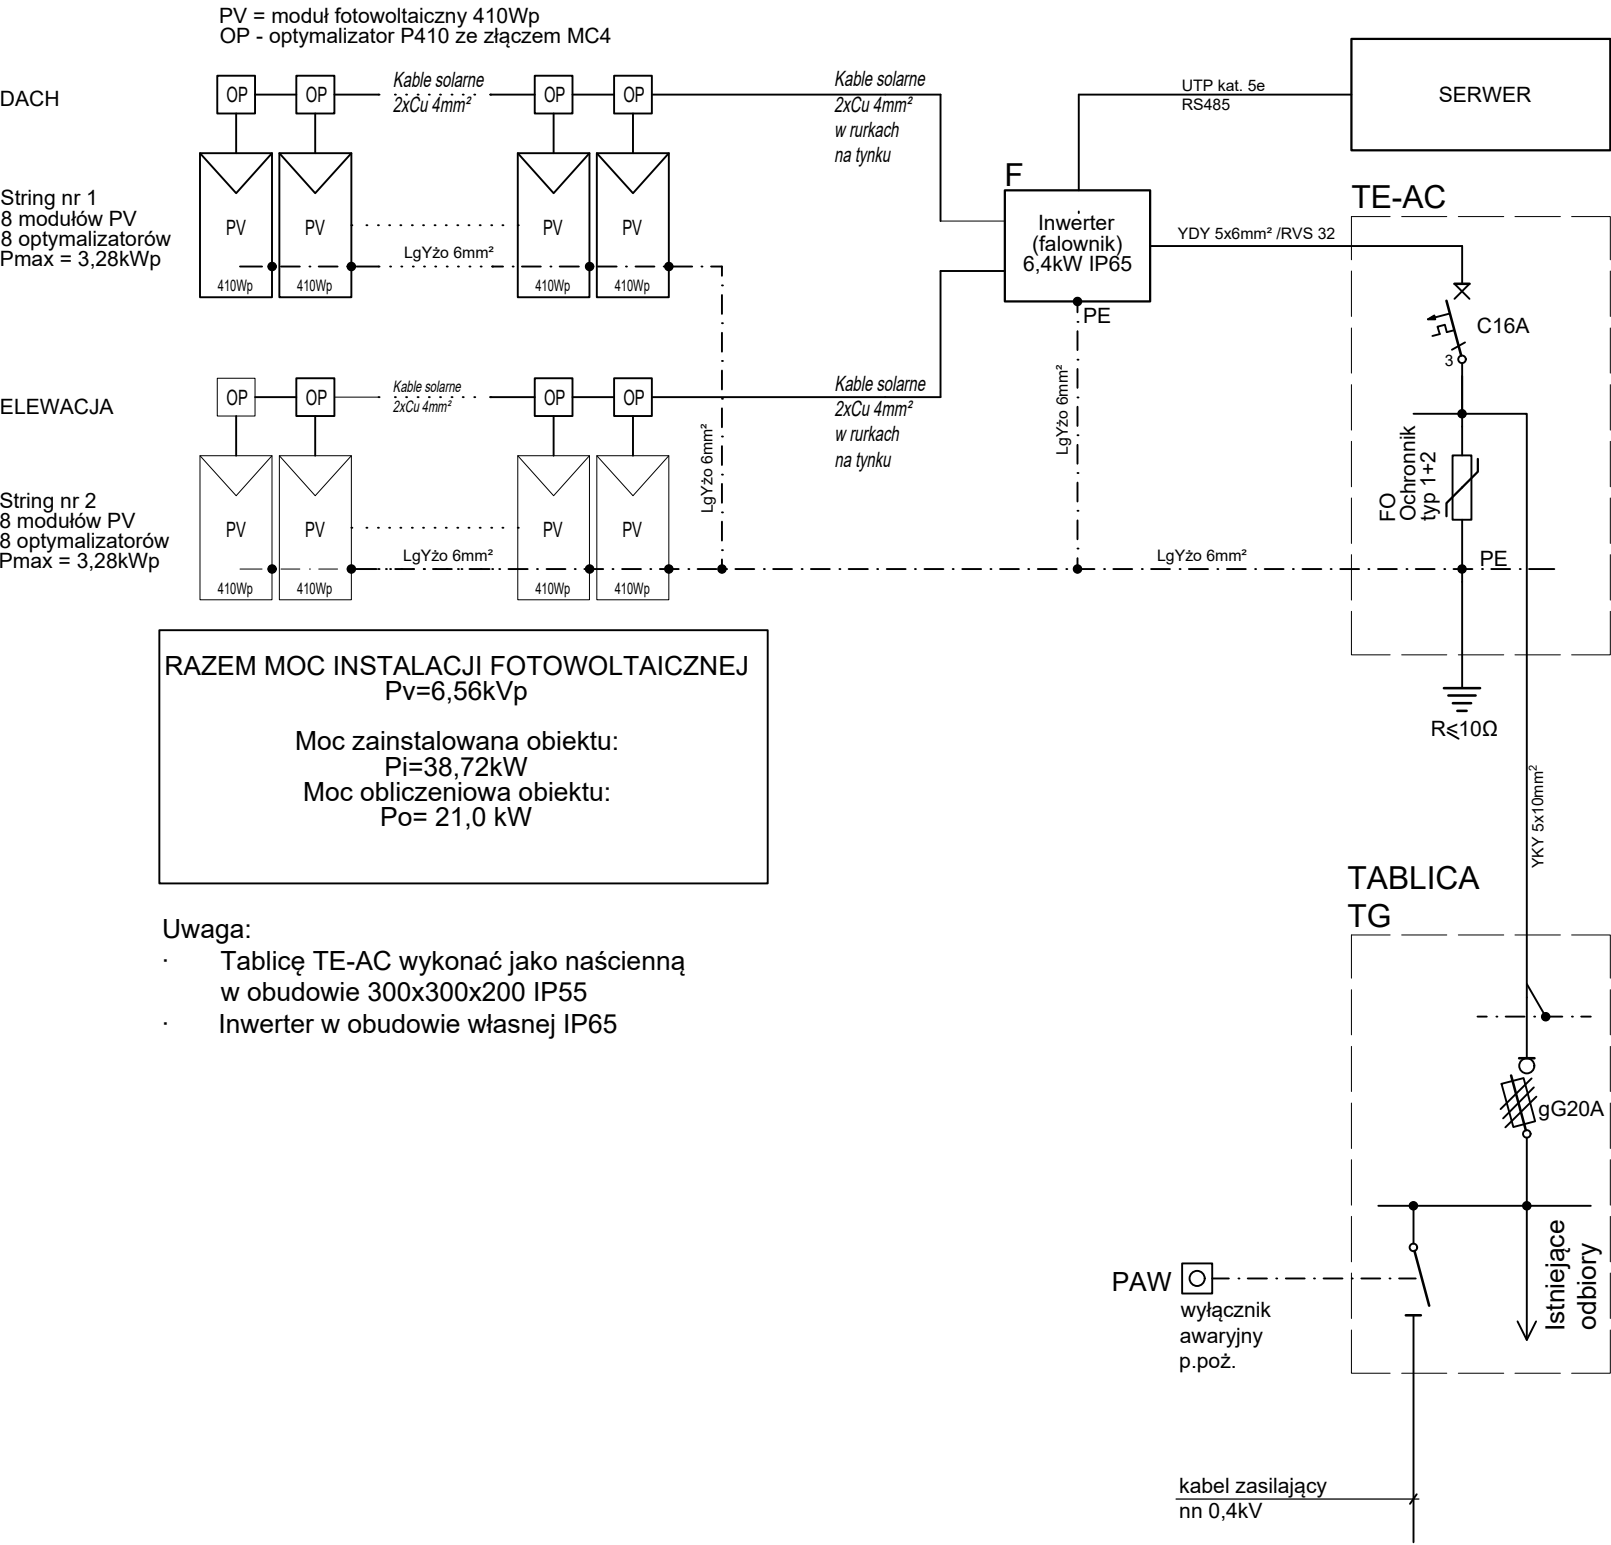 PV = moduł fotowoltaiczny 410Wp
OP - optymalizator P410 ze złączem MC4
DACH
OP
OP
Kable solarne
2xCu 4mm²
OP
OP
Kable solarne
2xCu 4mm²
w rurkach
na tynku
UTP kat. 5e
RS485
SERWER
String nr 1
8 modułów PV
8 optymalizatorów
Pmax = 3,28kWp
PV
PV
PV
PV
LgYżo 6mm²
410Wp
410Wp
410Wp
410Wp
F
Inwerter
(falownik)
6,4kW IP65
PE
LgYżo 6mm²
YDY 5x6mm² /RVS 32
TE-AC
C16A
3
FO
Ochronnik
typ 1+2
PE
R⩽10Ω
ELEWACJA
OP
OP
Kable solarne
2xCu 4mm²
OP
OP
Kable solarne
2xCu 4mm²
w rurkach
na tynku
LgYżo 6mm²
String nr 2
8 modułów PV
8 optymalizatorów
Pmax = 3,28kWp
PV
PV
PV
PV
LgYżo 6mm²
410Wp
410Wp
410Wp
410Wp
LgYżo 6mm²
RAZEM MOC INSTALACJI FOTOWOLTAICZNEJ
Pv=6,56kVp
Moc zainstalowana obiektu:
Pi=38,72kW
Moc obliczeniowa obiektu:
Po= 21,0 kW
Uwaga:
· Tablicę TE-AC wykonać jako naścienną
w obudowie 300x300x200 IP55
· Inwerter w obudowie własnej IP65
YKY 5x10mm²
TABLICA
TG
gG20A
Istniejące
odbiory
PAW
wyłącznik
awaryjny
p.poż.
kabel zasilający
nn 0,4kV